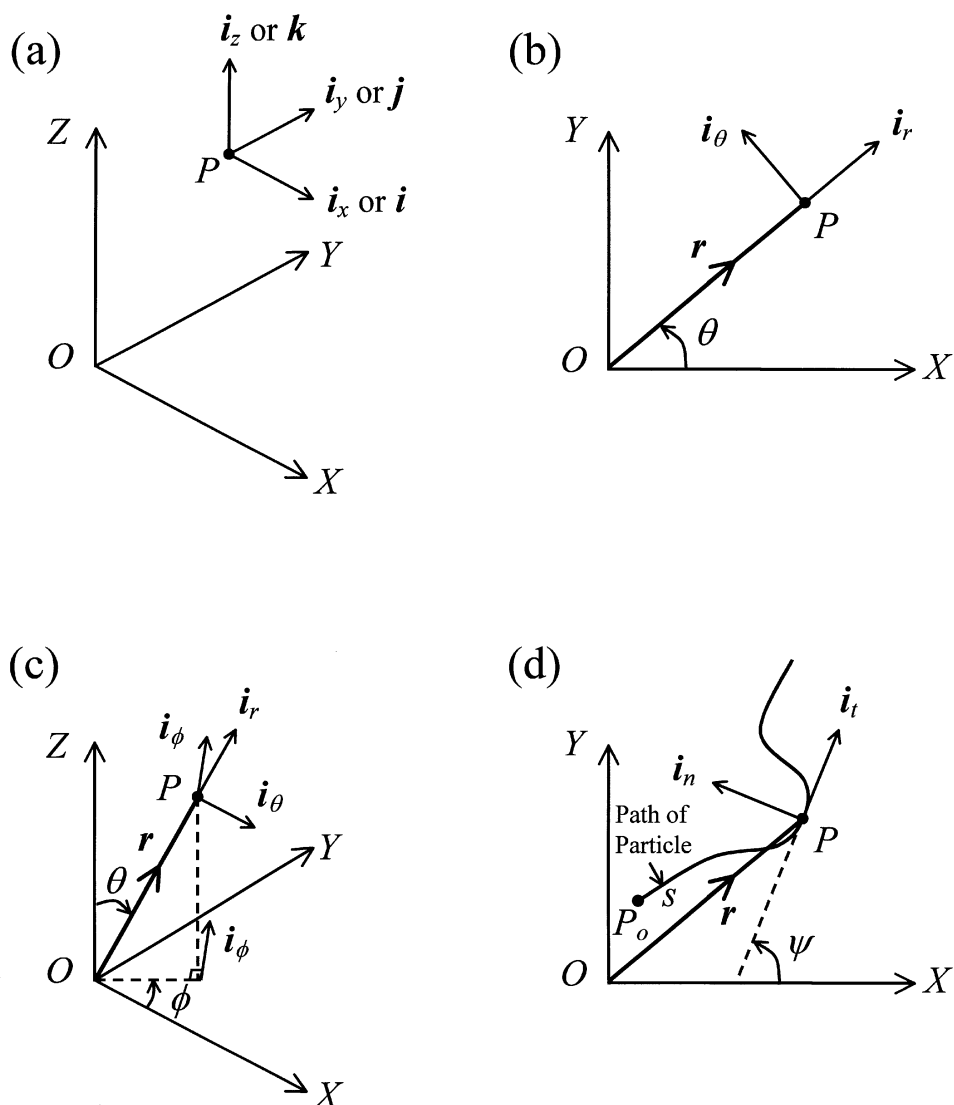 (a)
i_z or k
Z
i_y or j
P
i_x or i
Y
O
X
(b)
Y
i_θ
i_r
P
r
θ
O
X
(c)
Z
i_ϕ
i_r
P
i_θ
r
Y
θ
i_ϕ
O
ϕ
X
(d)
Y
i_t
i_n
Path of
Particle
P
s
P_o
r
ψ
O
X